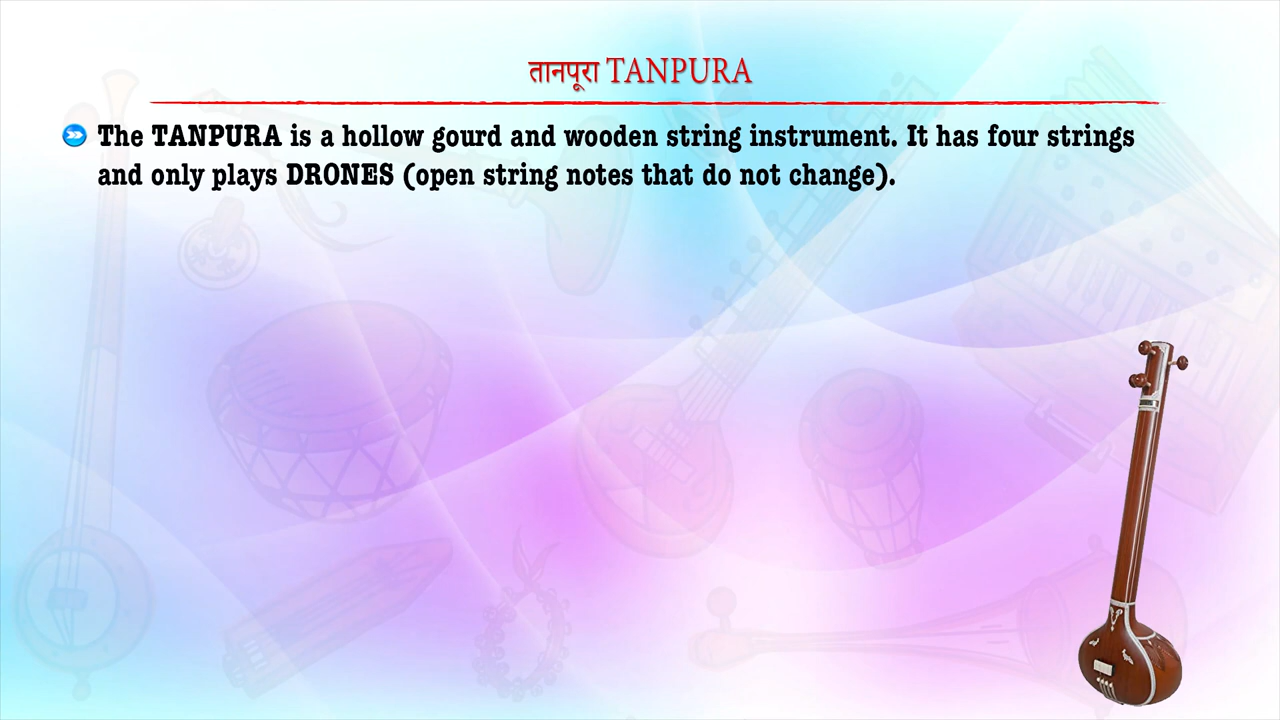 तानपूरा TANPURA
The TANPURA is a hollow gourd and wooden string instrument. It has four strings
and only plays DRONES (open string notes that do not change).